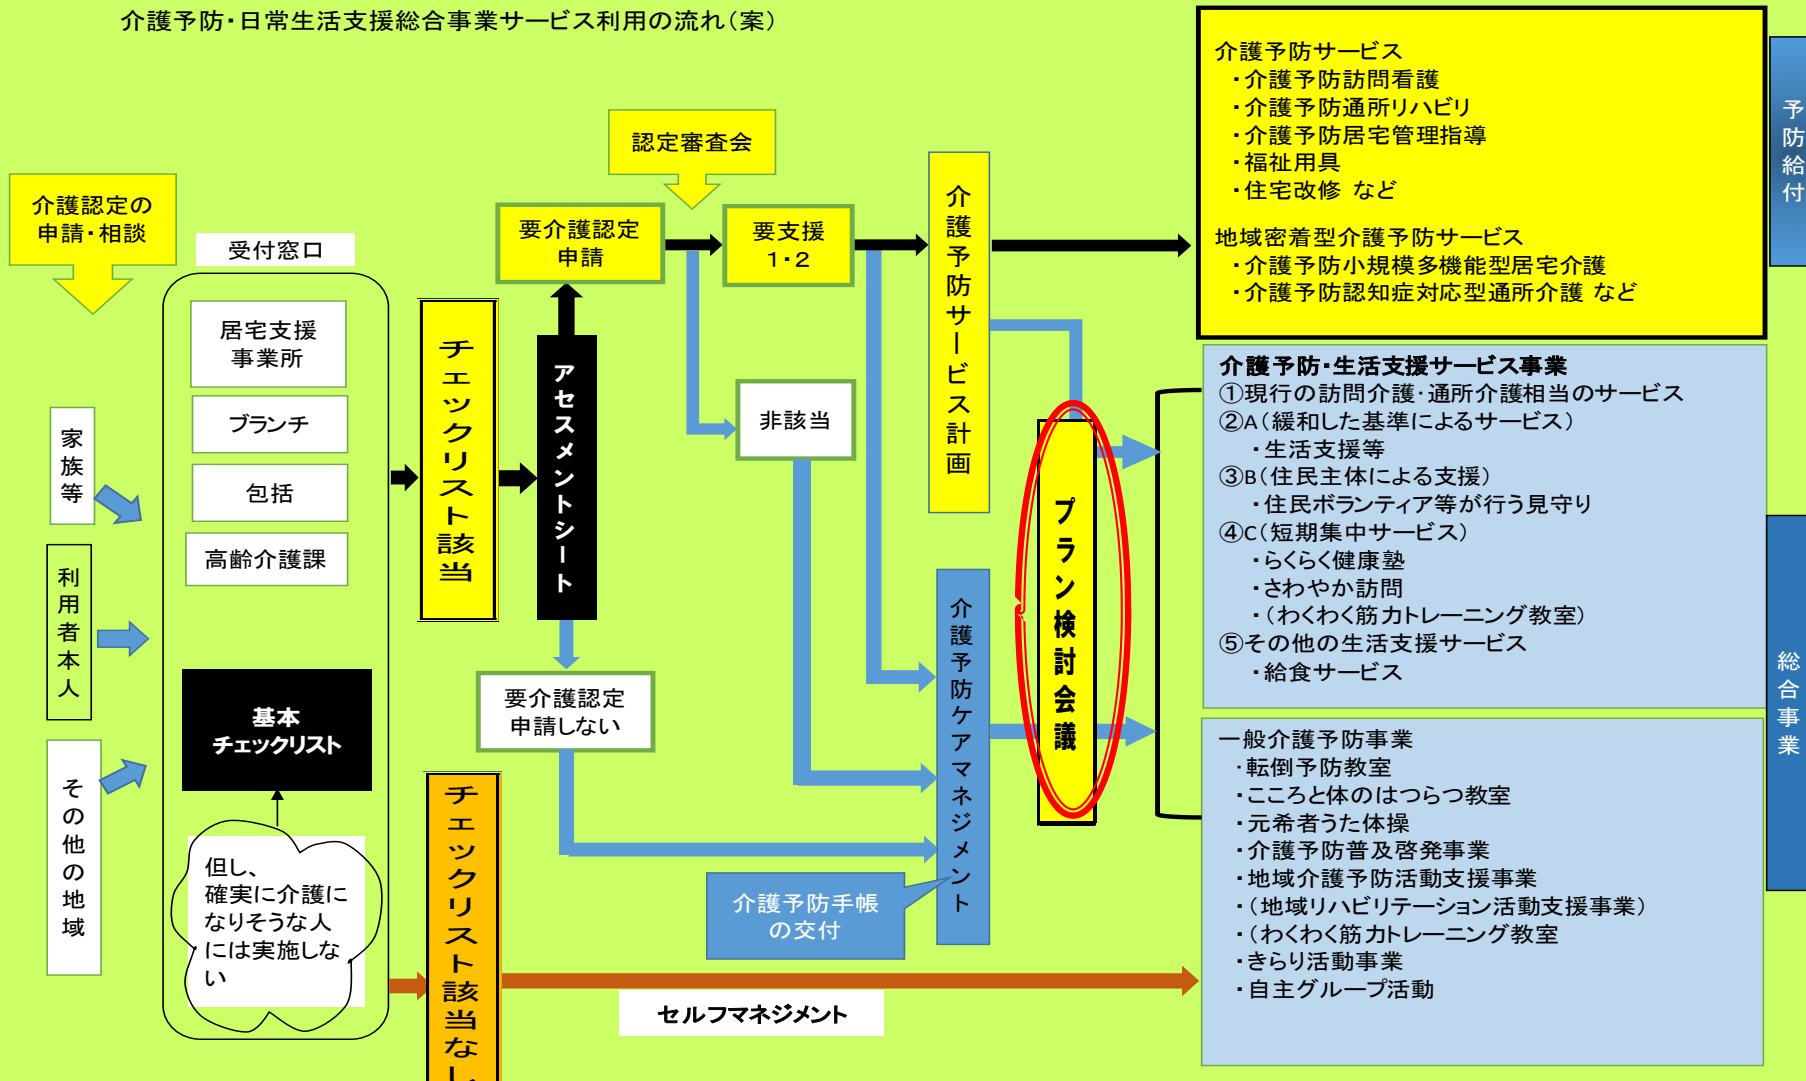 介護予防・日常生活支援総合事業サービス利用の流れ（案）
介護認定の
申請・相談
受付窓口
居宅支援
事業所
ブランチ
包括
高齢介護課
家族等
利用者本人
その他の地域
基本
チェックリスト
但し、
確実に介護に
なりそうな人
には実施しな
い
チェックリスト該当
チェックリスト該当なし
アセスメントシート
要介護認定
申請
認定審査会
要支援
１・２
非該当
要介護認定
申請しない
介護予防サービス計画
介護予防ケアマネジメント
介護予防手帳
の交付
プラン検討会議
セルフマネジメント
介護予防サービス
・介護予防訪問看護
・介護予防通所リハビリ
・介護予防居宅管理指導
・福祉用具
・住宅改修 など
地域密着型介護予防サービス
・介護予防小規模多機能型居宅介護
・介護予防認知症対応型通所介護 など
予防給付
介護予防・生活支援サービス事業
①現行の訪問介護・通所介護相当のサービス
②A（緩和した基準によるサービス）
・生活支援等
③B（住民主体による支援）
・住民ボランティア等が行う見守り
④C（短期集中サービス）
・らくらく健康塾
・さわやか訪問
・（わくわく筋力トレーニング教室）
⑤その他の生活支援サービス
・給食サービス
一般介護予防事業
・転倒予防教室
・こころと体のはつらつ教室
・元希者うた体操
・介護予防普及啓発事業
・地域介護予防活動支援事業
・（地域リハビリテーション活動支援事業）
・（わくわく筋力トレーニング教室
・きらり活動事業
・自主グループ活動
総合事業